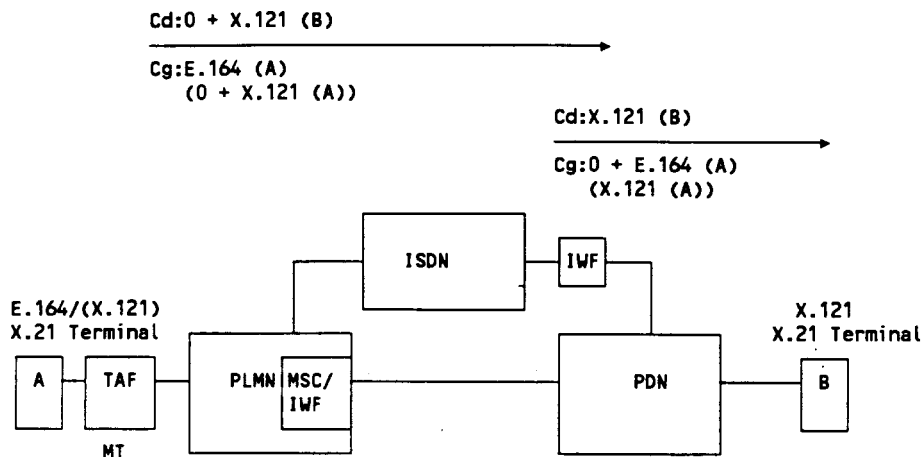 Cd:0 + X.121 (B)
Cg:E.164 (A)
(0 + X.121 (A))
Cd:X.121 (B)
Cg:0 + E.164 (A)
(X.121 (A))
ISDN
IWF
E.164/(X.121)
X.21 Terminal
X.121
X.21 Terminal
A
TAF
PLMN
MSC/
IWF
PDN
B
MT